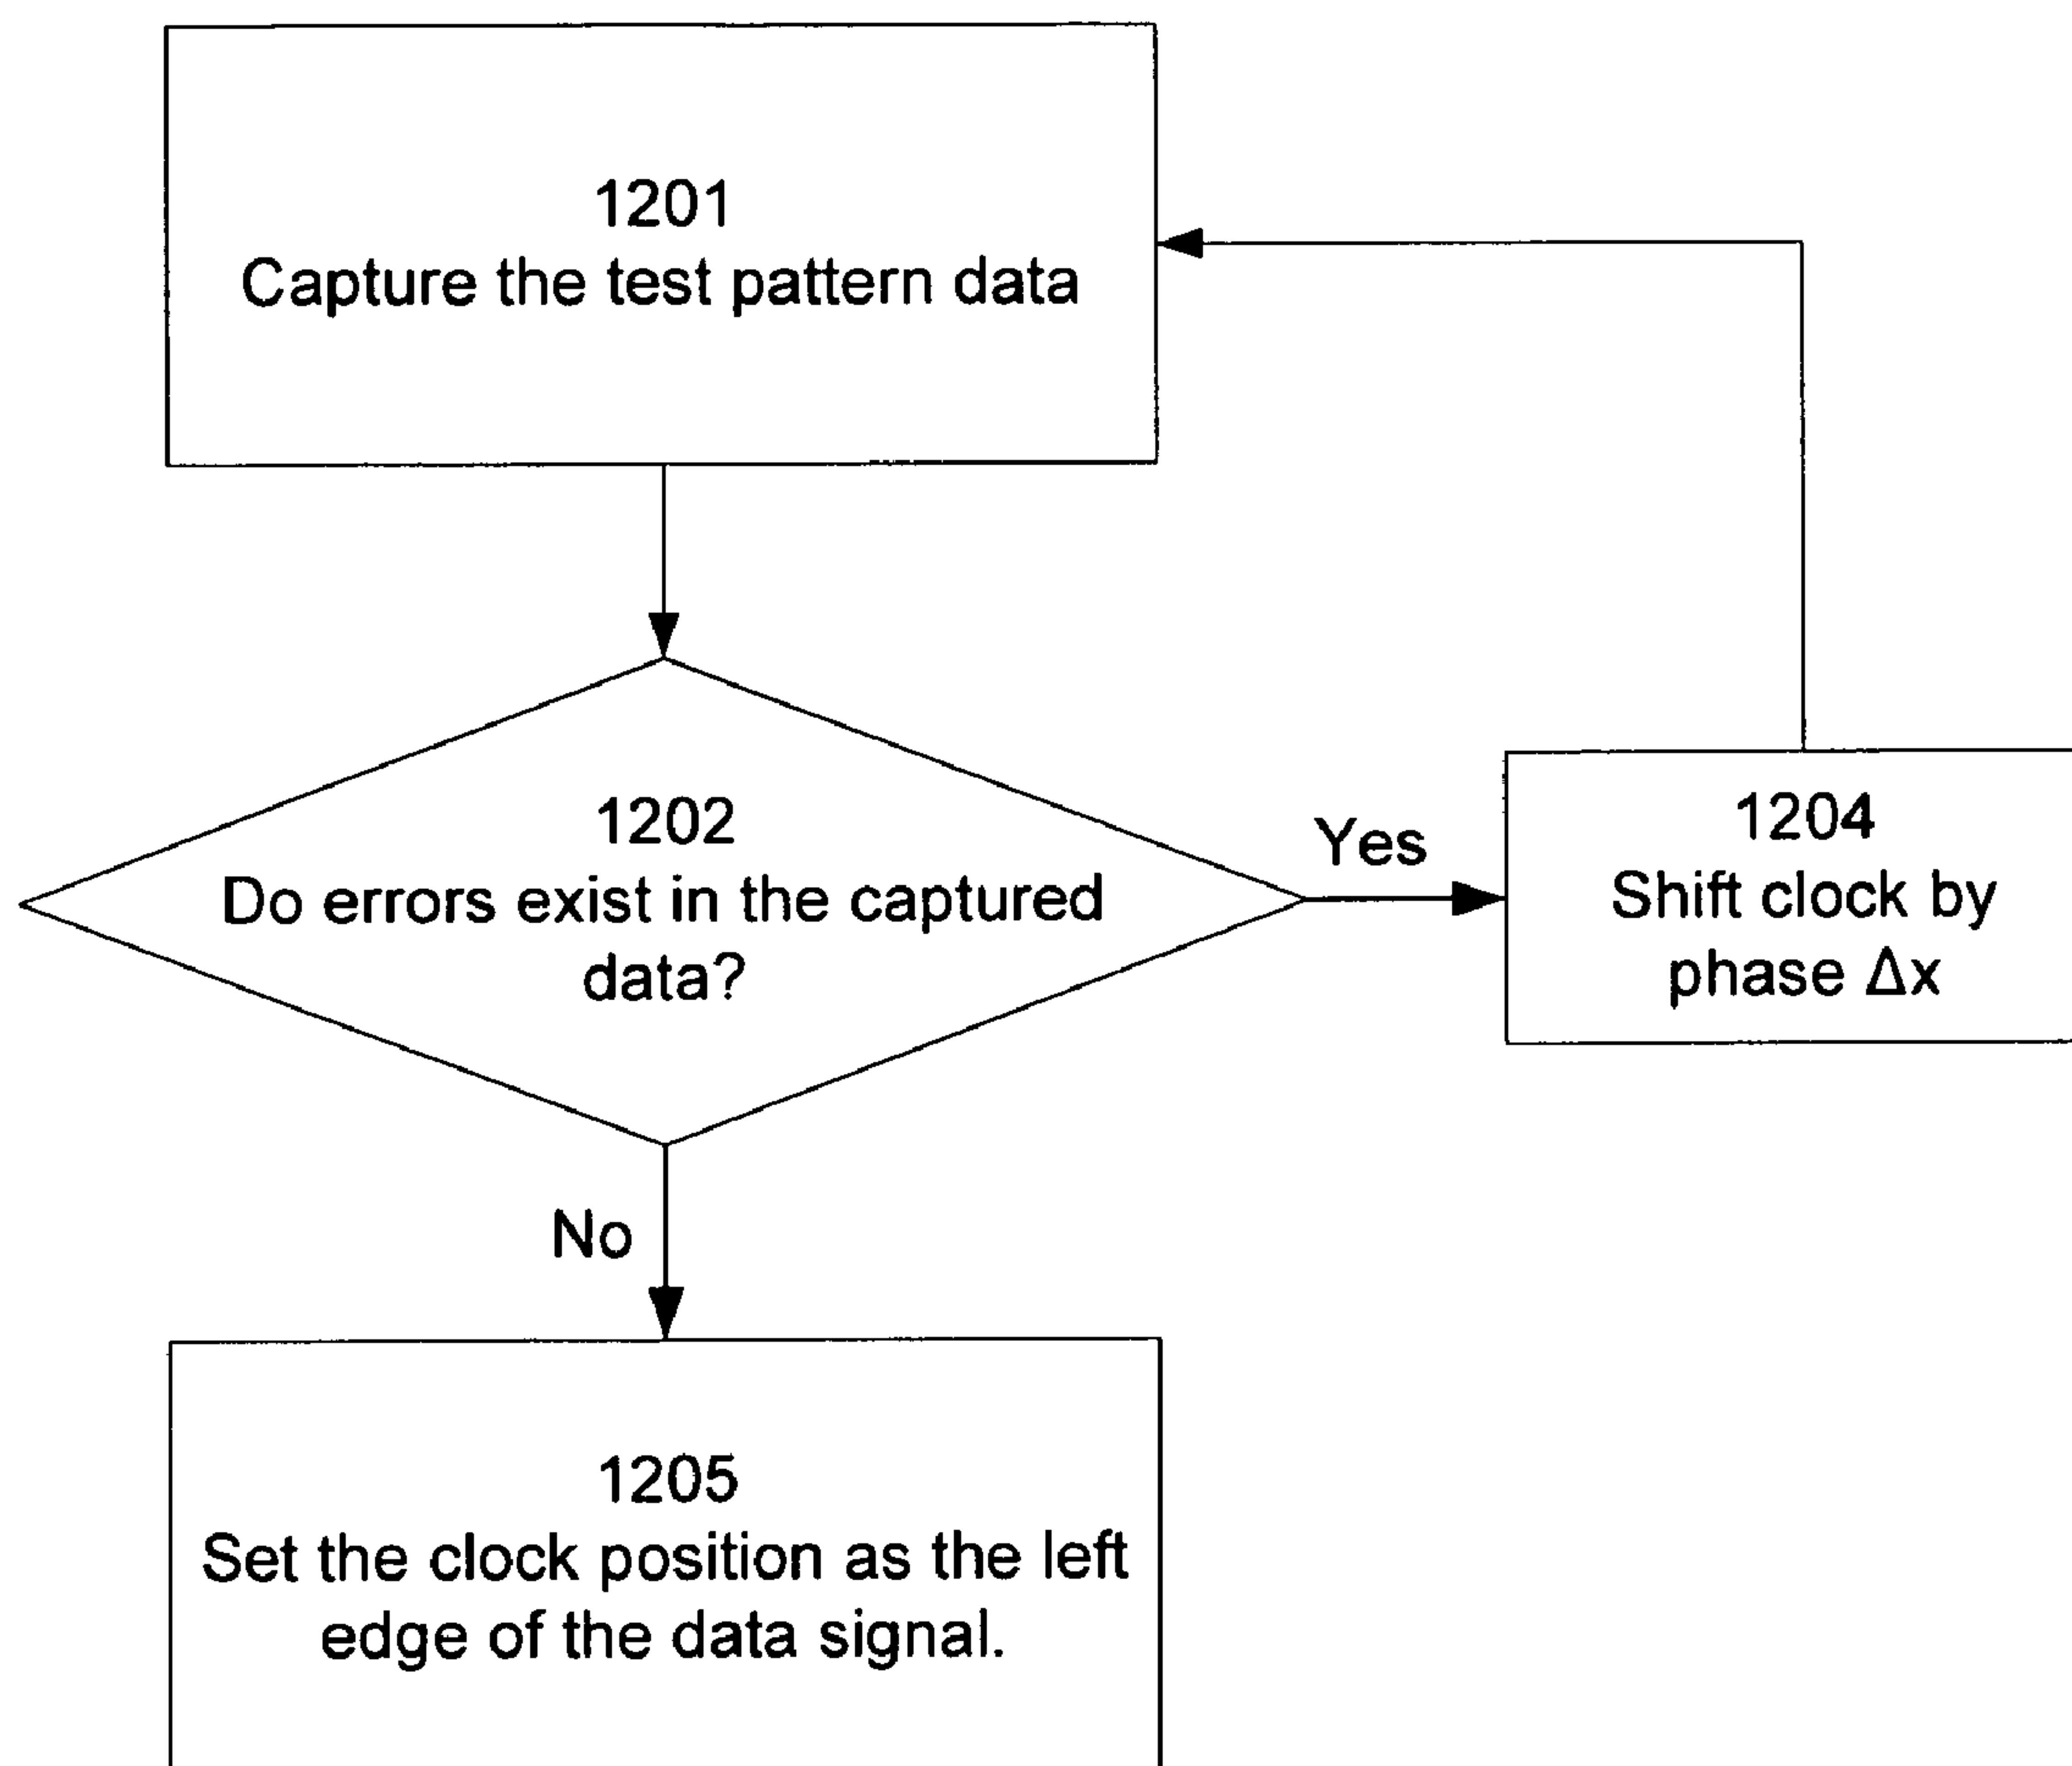 1201
Capture the test pattern data
1202
Do errors exist in the captured
data?
Yes
1204
Shift clock by
phase Δx
No
1205
Set the clock position as the left
edge of the data signal.